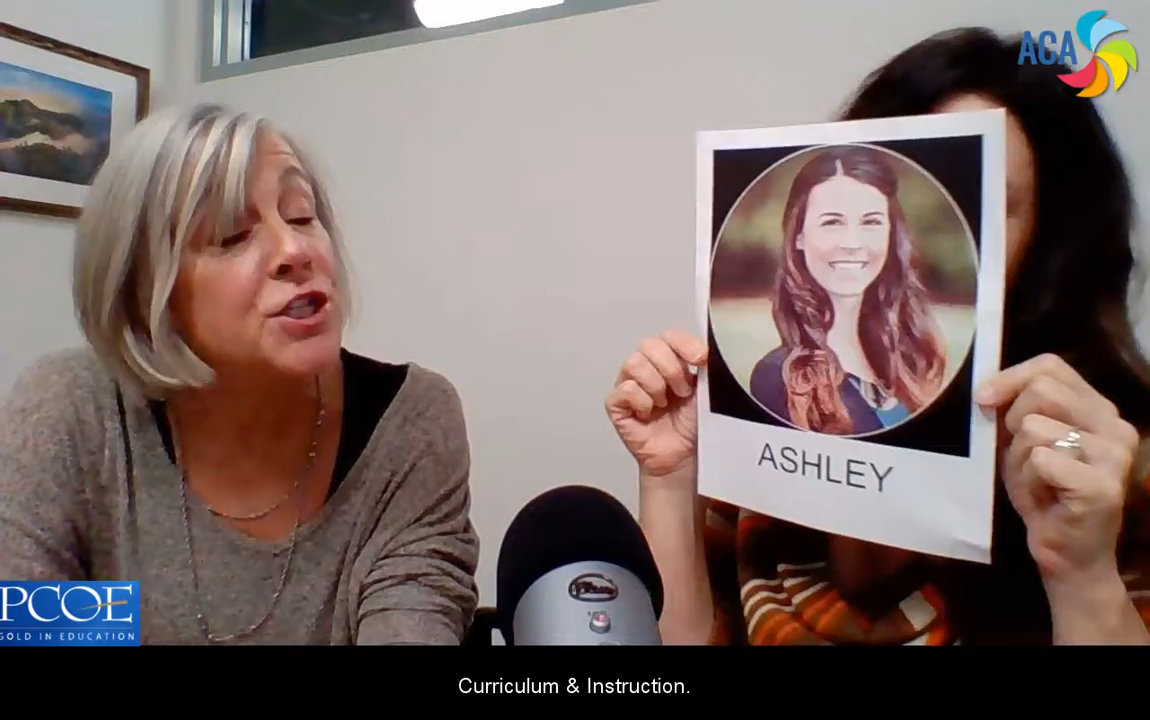 ACA
ASHLEY
PCOE
GOLD IN EDUCATION
Curriculum & Instruction.